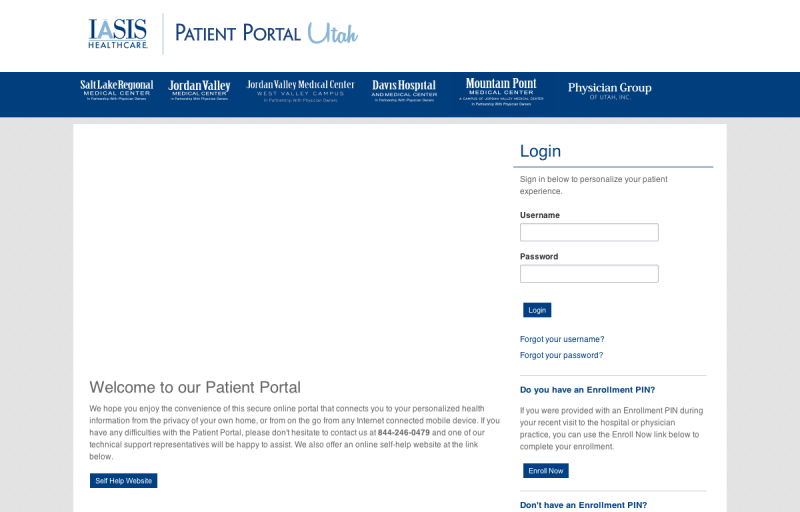 IASIS
HEALTHCARE.
PATIENT PORTAL Utah
Salt Lake Regional
MEDICAL CENTER
In Partnership With Physician Owners
Jordan Valley
MEDICAL CENTER
In Partnership With Physician Owners
Jordan Valley Medical Center
WEST VALLEY CAMPUS
In Partnership With Physician Owners
Davis Hospital
AND MEDICAL CENTER
In Partnership With Physician Owners
Mountain Point
MEDICAL CENTER
A CAMPUS OF JORDAN VALLEY MEDICAL CENTER
In Partnership With Physician Owners
Physician Group
OF UTAH, INC.
Login
Sign in below to personalize your patient
experience.
Username
Password
Login
Forgot your username?
Forgot your password?
Do you have an Enrollment PIN?
If you were provided with an Enrollment PIN during
your recent visit to the hospital or physician
practice, you can use the Enroll Now link below to
complete your enrollment.
Enroll Now
Don't have an Enrollment PIN?
Welcome to our Patient Portal
We hope you enjoy the convenience of this secure online portal that connects you to your personalized health
information from the privacy of your own home, or from on the go from any Internet connected mobile device. If you
have any difficulties with the Patient Portal, please don't hesitate to contact us at 844-246-0479 and one of our
technical support representatives will be happy to assist. We also offer an online self-help website at the link
below.
Self Help Website